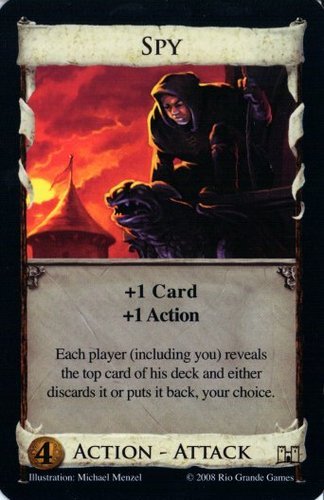 SPY
+1 Card
+1 Action
Each player (including you) reveals
the top card of his deck and either
discards it or puts it back, your choice.
4 ACTION - ATTACK
Illustration: Michael Menzel © 2008 Rio Grande Games